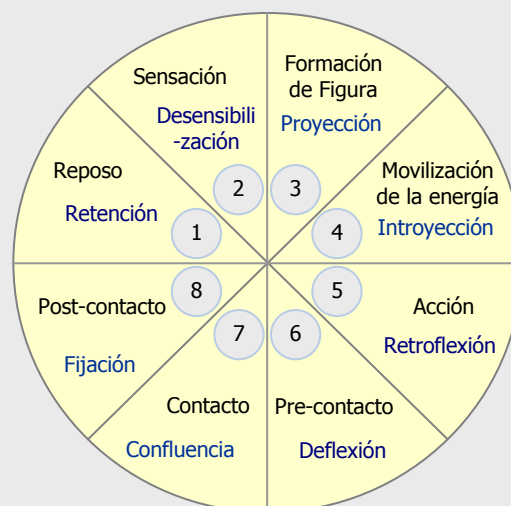 Sensación
Desensibili
-zación
2
Formación
de Figura
Proyección
3
Reposo
Retención
1
Movilización
de la energía
Introyección
4
Post-contacto
Fijación
8
Acción
Retroflexión
5
Contacto
Confluencia
7
Pre-contacto
Deflexión
6